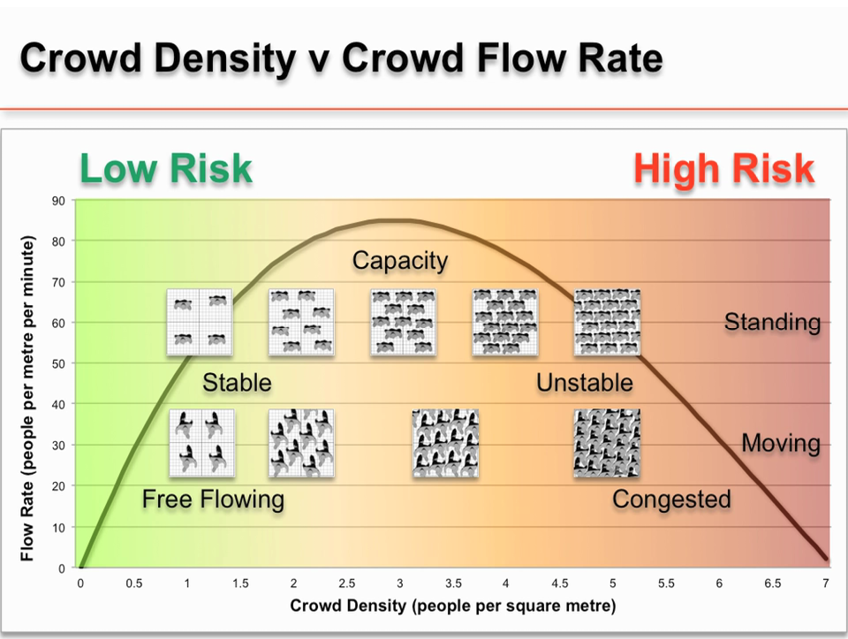 Crowd Density v Crowd Flow Rate
Low Risk
High Risk
Flow Rate (people per metre per minute)
90
80
70
60
50
40
30
20
10
0
Capacity
Standing
Stable
Unstable
Moving
Free Flowing
Congested
0 0.5 1 1.5 2 2.5 3 3.5 4 4.5 5 5.5 6 6.5 7
Crowd Density (people per square metre)